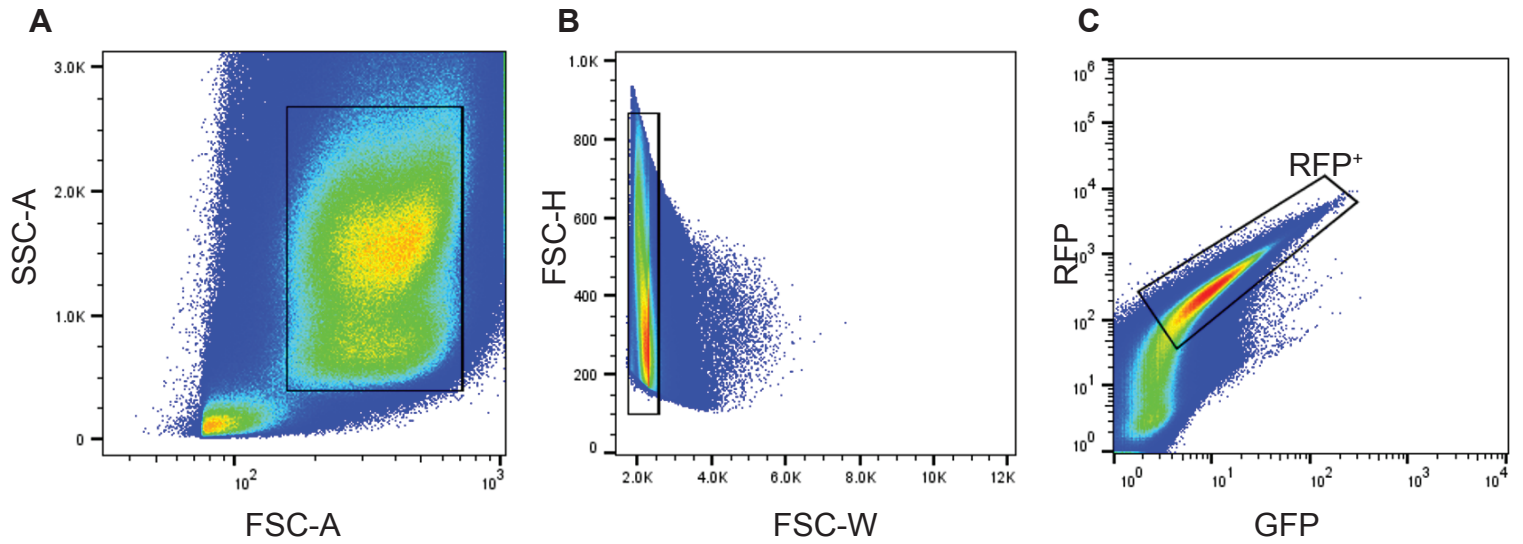 A
B
C
SSC-A
3.0K
2.0K
1.0K
0
10²
10³
FSC-A
FSC-H
1.0K
800
600
400
200
0
2.0K
4.0K
6.0K
8.0K
10K
12K
FSC-W
RFP
10⁶
10⁵
10⁴
10³
10²
10¹
10⁰
RFP⁺
10⁰
10¹
10²
10³
10⁴
GFP